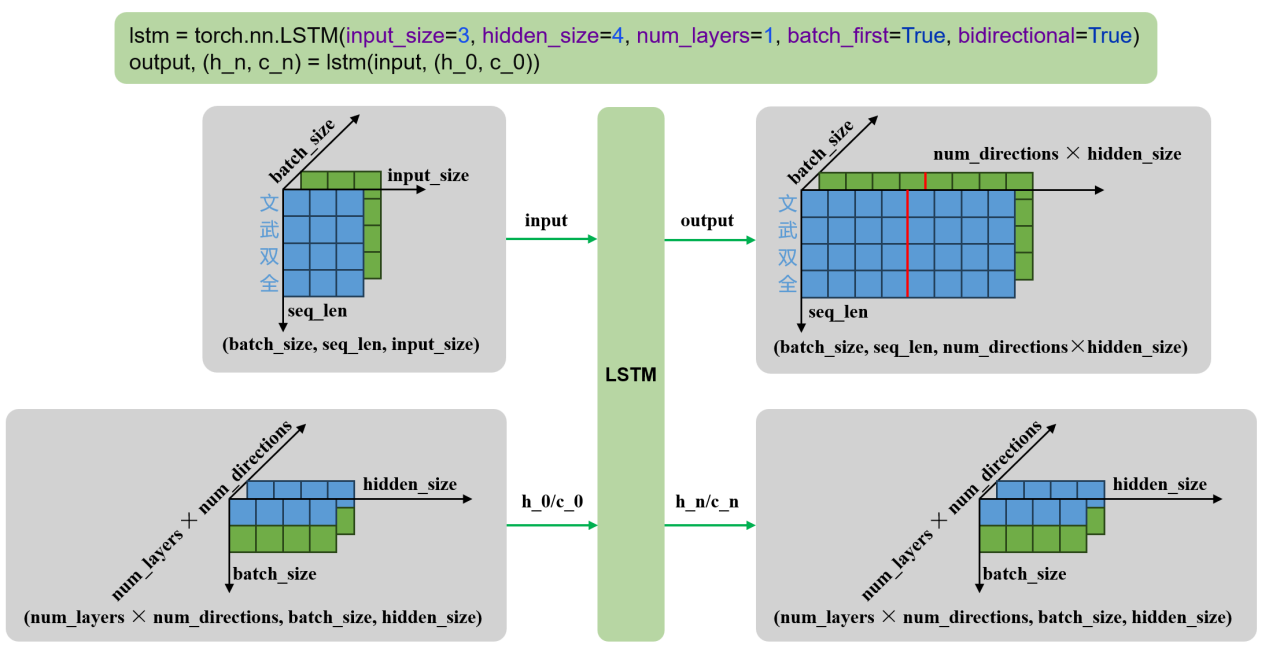 lstm = torch.nn.LSTM(input_size=3, hidden_size=4, num_layers=1, batch_first=True, bidirectional=True)
output, (h_n, c_n) = lstm(input, (h_0, c_0))
batch_size
input_size
文
武
双
全
seq_len
(batch_size, seq_len, input_size)
input
LSTM
output
batch_size
num_directions × hidden_size
文
武
双
全
seq_len
(batch_size, seq_len, num_directions×hidden_size)
num_layers × num_directions
hidden_size
batch_size
(num_layers × num_directions, batch_size, hidden_size)
h_0/c_0
h_n/c_n
num_layers × num_directions
hidden_size
batch_size
(num_layers × num_directions, batch_size, hidden_size)